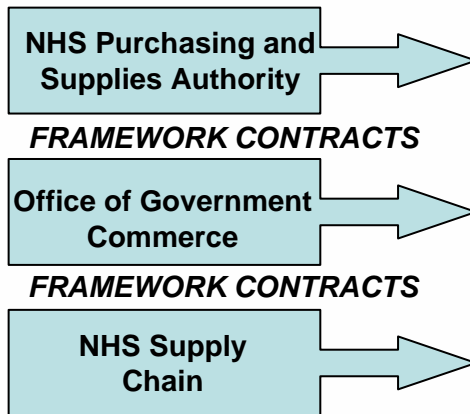 NHS Purchasing and
Supplies Authority
FRAMEWORK CONTRACTS
Office of Government
Commerce
FRAMEWORK CONTRACTS
NHS Supply
Chain